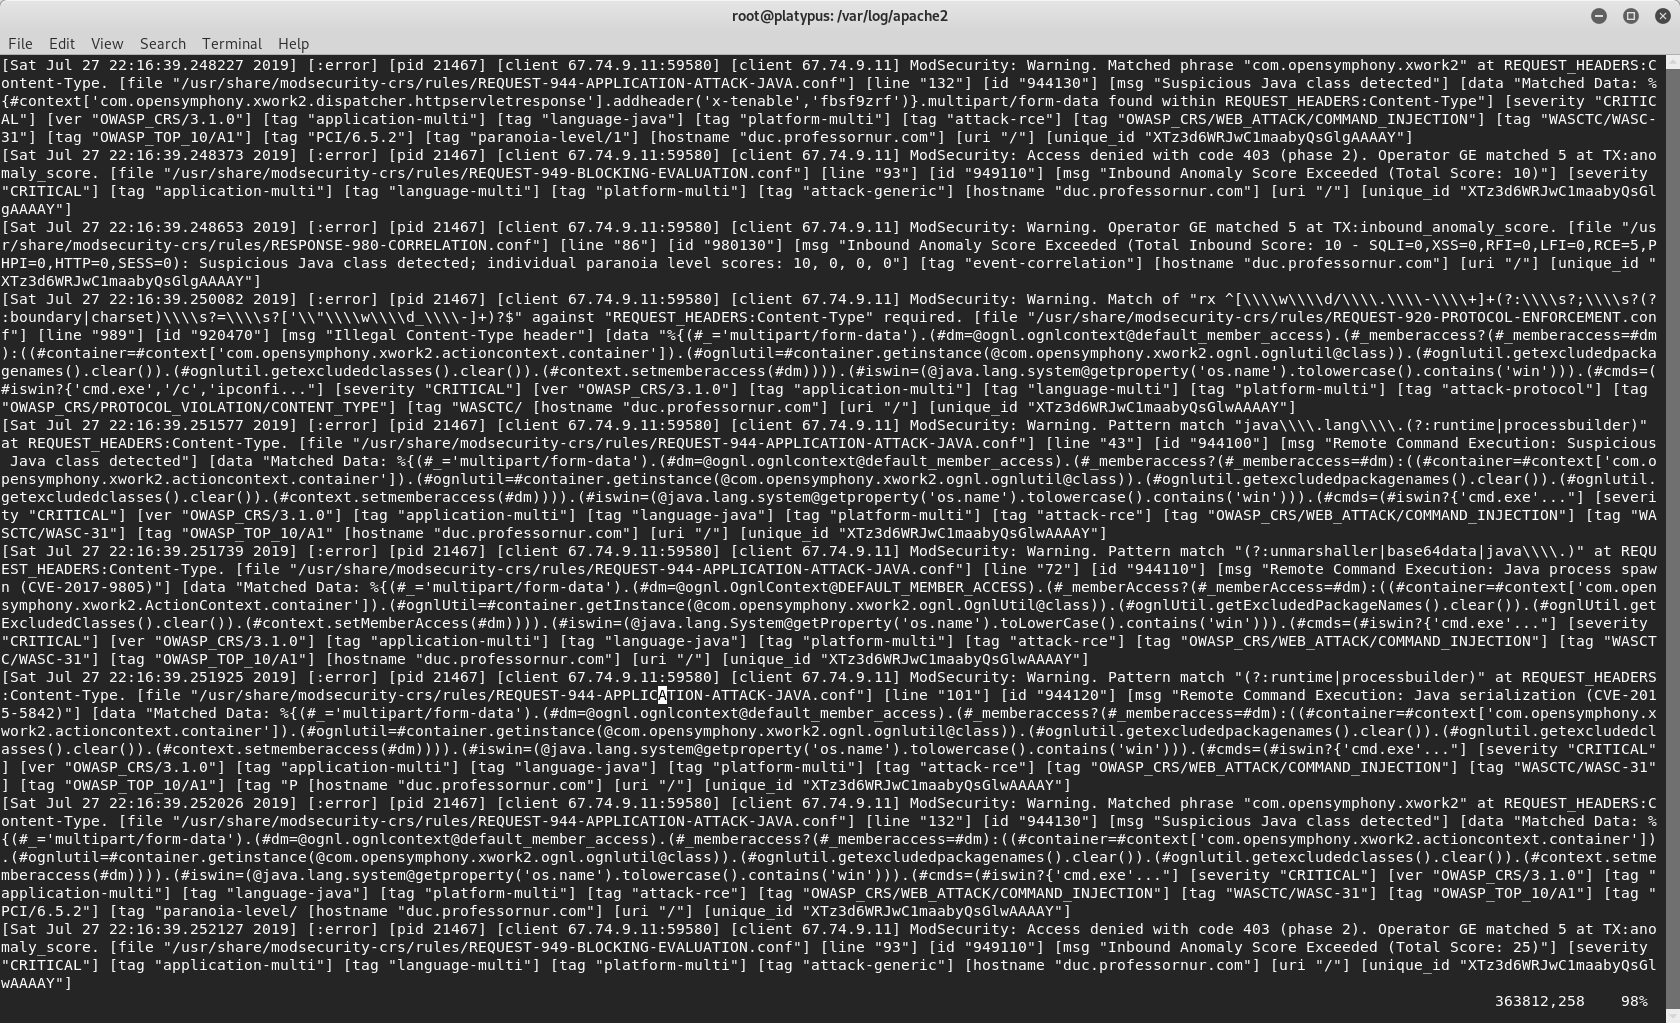 root@platypus: /var/log/apache2
File Edit View Search Terminal Help
[Sat Jul 27 22:16:39.248227 2019] [:error] [pid 21467] [client 67.74.9.11:59580] [client 67.74.9.11] ModSecurity: Warning. Matched phrase "com.opensymphony.xwork2" at REQUEST_HEADERS:C
ontent-Type. [file "/usr/share/modsecurity-crs/rules/REQUEST-944-APPLICATION-ATTACK-JAVA.conf"] [line "132"] [id "944130"] [msg "Suspicious Java class detected"] [data "Matched Data: %
{#context['com.opensymphony.xwork2.dispatcher.httpservletresponse'].addheader('x-tenable','fbsf9zrf')}.multipart/form-data found within REQUEST_HEADERS:Content-Type"] [severity "CRITIC
AL"] [ver "OWASP_CRS/3.1.0"] [tag "application-multi"] [tag "language-java"] [tag "platform-multi"] [tag "attack-rce"] [tag "OWASP_CRS/WEB_ATTACK/COMMAND_INJECTION"] [tag "WASCTC/WASC-
31"] [tag "OWASP_TOP_10/A1"] [tag "PCI/6.5.2"] [tag "paranoia-level/1"] [hostname "duc.professornur.com"] [uri "/"] [unique_id "XTz3d6WRJwC1maabyQsGlgAAAAY"]
[Sat Jul 27 22:16:39.248373 2019] [:error] [pid 21467] [client 67.74.9.11:59580] [client 67.74.9.11] ModSecurity: Access denied with code 403 (phase 2). Operator GE matched 5 at TX:ano
maly_score. [file "/usr/share/modsecurity-crs/rules/REQUEST-949-BLOCKING-EVALUATION.conf"] [line "93"] [id "949110"] [msg "Inbound Anomaly Score Exceeded (Total Score: 10)"] [severity
"CRITICAL"] [tag "application-multi"] [tag "language-multi"] [tag "platform-multi"] [tag "attack-generic"] [hostname "duc.professornur.com"] [uri "/"] [unique_id "XTz3d6WRJwC1maabyQsGl
gAAAAY"]
[Sat Jul 27 22:16:39.248653 2019] [:error] [pid 21467] [client 67.74.9.11:59580] [client 67.74.9.11] ModSecurity: Warning. Operator GE matched 5 at TX:inbound_anomaly_score. [file "/us
r/share/modsecurity-crs/rules/RESPONSE-980-CORRELATION.conf"] [line "86"] [id "980130"] [msg "Inbound Anomaly Score Exceeded (Total Inbound Score: 10 - SQLI=0,XSS=0,RFI=0,LFI=0,RCE=5,P
HPI=0,HTTP=0,SESS=0): Suspicious Java class detected; individual paranoia level scores: 10, 0, 0, 0"] [tag "event-correlation"] [hostname "duc.professornur.com"] [uri "/"] [unique_id "
XTz3d6WRJwC1maabyQsGlgAAAAY"]
[Sat Jul 27 22:16:39.250082 2019] [:error] [pid 21467] [client 67.74.9.11:59580] [client 67.74.9.11] ModSecurity: Warning. Match of "rx ^[\\\\w\\\\d/\\\\.\\\\-\\\\+]+(?:\\\\s?;\\\\s?(?
:boundary|charset)\\\\s?=\\\\s?['\\"\\\\w\\\\d_\\\\-]+)?$" against "REQUEST_HEADERS:Content-Type" required. [file "/usr/share/modsecurity-crs/rules/REQUEST-920-PROTOCOL-ENFORCEMENT.con
f"] [line "989"] [id "920470"] [msg "Illegal Content-Type header"] [data "%{(#_='multipart/form-data').(#dm=@ognl.ognlcontext@default_member_access).(#_memberaccess?(#_memberaccess=#dm
):((#container=#context['com.opensymphony.xwork2.actioncontext.container']).(#ognlutil=#container.getinstance(@com.opensymphony.xwork2.ognl.ognlutil@class)).(#ognlutil.getexcludedpacka
genames().clear()).(#ognlutil.getexcludedclasses().clear()).(#context.setmemberaccess(#dm)))).(#iswin=(@java.lang.system@getproperty('os.name').tolowercase().contains('win'))).(#cmds=(
#iswin?{'cmd.exe','/c','ipconfi..."] [severity "CRITICAL"] [ver "OWASP_CRS/3.1.0"] [tag "application-multi"] [tag "language-multi"] [tag "platform-multi"] [tag "attack-protocol"] [tag
"OWASP_CRS/PROTOCOL_VIOLATION/CONTENT_TYPE"] [tag "WASCTC/ [hostname "duc.professornur.com"] [uri "/"] [unique_id "XTz3d6WRJwC1maabyQsGlwAAAAY"]
[Sat Jul 27 22:16:39.251577 2019] [:error] [pid 21467] [client 67.74.9.11:59580] [client 67.74.9.11] ModSecurity: Warning. Pattern match "java\\\\.lang\\\\.(?:runtime|processbuilder)"
at REQUEST_HEADERS:Content-Type. [file "/usr/share/modsecurity-crs/rules/REQUEST-944-APPLICATION-ATTACK-JAVA.conf"] [line "43"] [id "944100"] [msg "Remote Command Execution: Suspicious
 Java class detected"] [data "Matched Data: %{(#_='multipart/form-data').(#dm=@ognl.ognlcontext@default_member_access).(#_memberaccess?(#_memberaccess=#dm):((#container=#context['com.o
pensymphony.xwork2.actioncontext.container']).(#ognlutil=#container.getinstance(@com.opensymphony.xwork2.ognl.ognlutil@class)).(#ognlutil.getexcludedpackagenames().clear()).(#ognlutil.
getexcludedclasses().clear()).(#context.setmemberaccess(#dm)))).(#iswin=(@java.lang.system@getproperty('os.name').tolowercase().contains('win'))).(#cmds=(#iswin?{'cmd.exe'..."] [severi
ty "CRITICAL"] [ver "OWASP_CRS/3.1.0"] [tag "application-multi"] [tag "language-java"] [tag "platform-multi"] [tag "attack-rce"] [tag "OWASP_CRS/WEB_ATTACK/COMMAND_INJECTION"] [tag "WA
SCTC/WASC-31"] [tag "OWASP_TOP_10/A1" [hostname "duc.professornur.com"] [uri "/"] [unique_id "XTz3d6WRJwC1maabyQsGlwAAAAY"]
[Sat Jul 27 22:16:39.251739 2019] [:error] [pid 21467] [client 67.74.9.11:59580] [client 67.74.9.11] ModSecurity: Warning. Pattern match "(?:unmarshaller|base64data|java\\\\.)" at REQU
EST_HEADERS:Content-Type. [file "/usr/share/modsecurity-crs/rules/REQUEST-944-APPLICATION-ATTACK-JAVA.conf"] [line "72"] [id "944110"] [msg "Remote Command Execution: Java process spaw
n (CVE-2017-9805)"] [data "Matched Data: %{(#_='multipart/form-data').(#dm=@ognl.OgnlContext@DEFAULT_MEMBER_ACCESS).(#_memberAccess?(#_memberAccess=#dm):((#container=#context['com.open
symphony.xwork2.ActionContext.container']).(#ognlUtil=#container.getInstance(@com.opensymphony.xwork2.ognl.OgnlUtil@class)).(#ognlUtil.getExcludedPackageNames().clear()).(#ognlUtil.get
ExcludedClasses().clear()).(#context.setMemberAccess(#dm)))).(#iswin=(@java.lang.System@getProperty('os.name').toLowerCase().contains('win'))).(#cmds=(#iswin?{'cmd.exe'..."] [severity
"CRITICAL"] [ver "OWASP_CRS/3.1.0"] [tag "application-multi"] [tag "language-java"] [tag "platform-multi"] [tag "attack-rce"] [tag "OWASP_CRS/WEB_ATTACK/COMMAND_INJECTION"] [tag "WASCT
C/WASC-31"] [tag "OWASP_TOP_10/A1"] [hostname "duc.professornur.com"] [uri "/"] [unique_id "XTz3d6WRJwC1maabyQsGlwAAAAY"]
[Sat Jul 27 22:16:39.251925 2019] [:error] [pid 21467] [client 67.74.9.11:59580] [client 67.74.9.11] ModSecurity: Warning. Pattern match "(?:runtime|processbuilder)" at REQUEST_HEADERS
:Content-Type. [file "/usr/share/modsecurity-crs/rules/REQUEST-944-APPLICATION-ATTACK-JAVA.conf"] [line "101"] [id "944120"] [msg "Remote Command Execution: Java serialization (CVE-201
5-5842)"] [data "Matched Data: %{(#_='multipart/form-data').(#dm=@ognl.ognlcontext@default_member_access).(#_memberaccess?(#_memberaccess=#dm):((#container=#context['com.opensymphony.x
work2.actioncontext.container']).(#ognlutil=#container.getinstance(@com.opensymphony.xwork2.ognl.ognlutil@class)).(#ognlutil.getexcludedpackagenames().clear()).(#ognlutil.getexcludedcl
asses().clear()).(#context.setmemberaccess(#dm)))).(#iswin=(@java.lang.system@getproperty('os.name').tolowercase().contains('win'))).(#cmds=(#iswin?{'cmd.exe'..."] [severity "CRITICAL"
] [ver "OWASP_CRS/3.1.0"] [tag "application-multi"] [tag "language-java"] [tag "platform-multi"] [tag "attack-rce"] [tag "OWASP_CRS/WEB_ATTACK/COMMAND_INJECTION"] [tag "WASCTC/WASC-31"
] [tag "OWASP_TOP_10/A1"] [tag "P [hostname "duc.professornur.com"] [uri "/"] [unique_id "XTz3d6WRJwC1maabyQsGlwAAAAY"]
[Sat Jul 27 22:16:39.252026 2019] [:error] [pid 21467] [client 67.74.9.11:59580] [client 67.74.9.11] ModSecurity: Warning. Matched phrase "com.opensymphony.xwork2" at REQUEST_HEADERS:C
ontent-Type. [file "/usr/share/modsecurity-crs/rules/REQUEST-944-APPLICATION-ATTACK-JAVA.conf"] [line "132"] [id "944130"] [msg "Suspicious Java class detected"] [data "Matched Data: %
{(#_='multipart/form-data').(#dm=@ognl.ognlcontext@default_member_access).(#_memberaccess?(#_memberaccess=#dm):((#container=#context['com.opensymphony.xwork2.actioncontext.container'])
.(#ognlutil=#container.getinstance(@com.opensymphony.xwork2.ognl.ognlutil@class)).(#ognlutil.getexcludedpackagenames().clear()).(#ognlutil.getexcludedclasses().clear()).(#context.setme
mberaccess(#dm)))).(#iswin=(@java.lang.system@getproperty('os.name').tolowercase().contains('win'))).(#cmds=(#iswin?{'cmd.exe'..."] [severity "CRITICAL"] [ver "OWASP_CRS/3.1.0"] [tag "
application-multi"] [tag "language-java"] [tag "platform-multi"] [tag "attack-rce"] [tag "OWASP_CRS/WEB_ATTACK/COMMAND_INJECTION"] [tag "WASCTC/WASC-31"] [tag "OWASP_TOP_10/A1"] [tag "
PCI/6.5.2"] [tag "paranoia-level/ [hostname "duc.professornur.com"] [uri "/"] [unique_id "XTz3d6WRJwC1maabyQsGlwAAAAY"]
[Sat Jul 27 22:16:39.252127 2019] [:error] [pid 21467] [client 67.74.9.11:59580] [client 67.74.9.11] ModSecurity: Access denied with code 403 (phase 2). Operator GE matched 5 at TX:ano
maly_score. [file "/usr/share/modsecurity-crs/rules/REQUEST-949-BLOCKING-EVALUATION.conf"] [line "93"] [id "949110"] [msg "Inbound Anomaly Score Exceeded (Total Score: 25)"] [severity
"CRITICAL"] [tag "application-multi"] [tag "language-multi"] [tag "platform-multi"] [tag "attack-generic"] [hostname "duc.professornur.com"] [uri "/"] [unique_id "XTz3d6WRJwC1maabyQsGl
wAAAAY"]
363812,258 98%